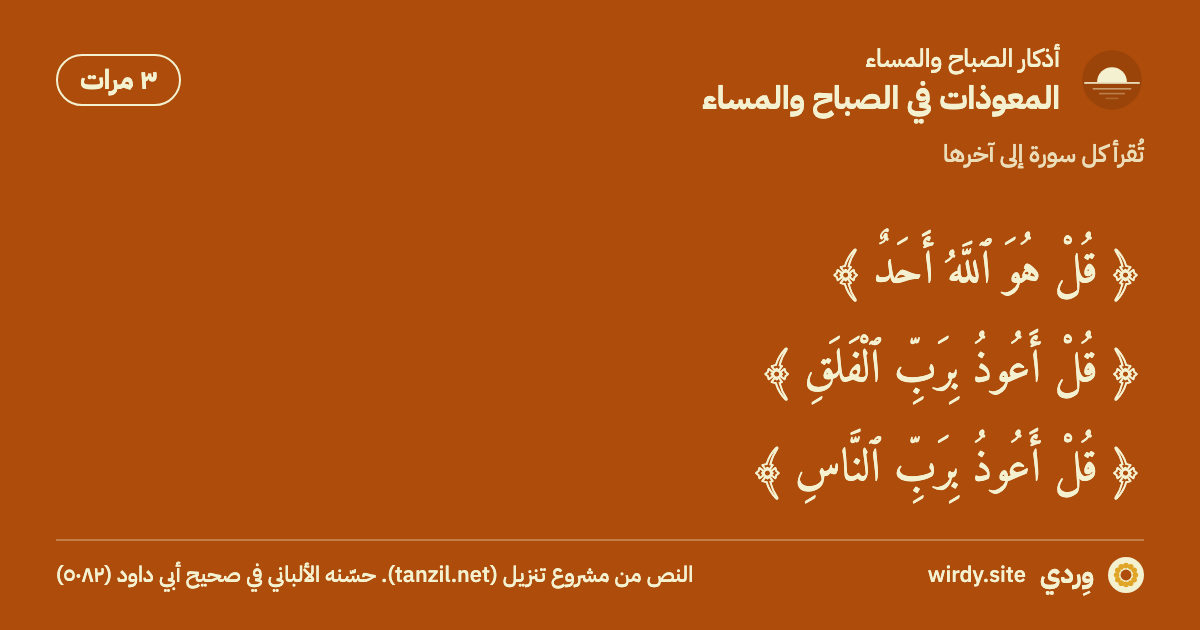 أذكار الصباح والمساء
المعوذات في الصباح والمساء
٣ مرات
تُقرأ كل سورة إلى آخرها
﴿ قُلْ هُوَ ٱللَّهُ أَحَدٌ ﴾
﴿ قُلْ أَعُوذُ بِرَبِّ ٱلْفَلَقِ ﴾
﴿ قُلْ أَعُوذُ بِرَبِّ ٱلنَّاسِ ﴾
وِردي wirdy.site
النص من مشروع تنزيل (tanzil.net). حسّنه الألباني في صحيح أبي داود (٥٠٨٢)